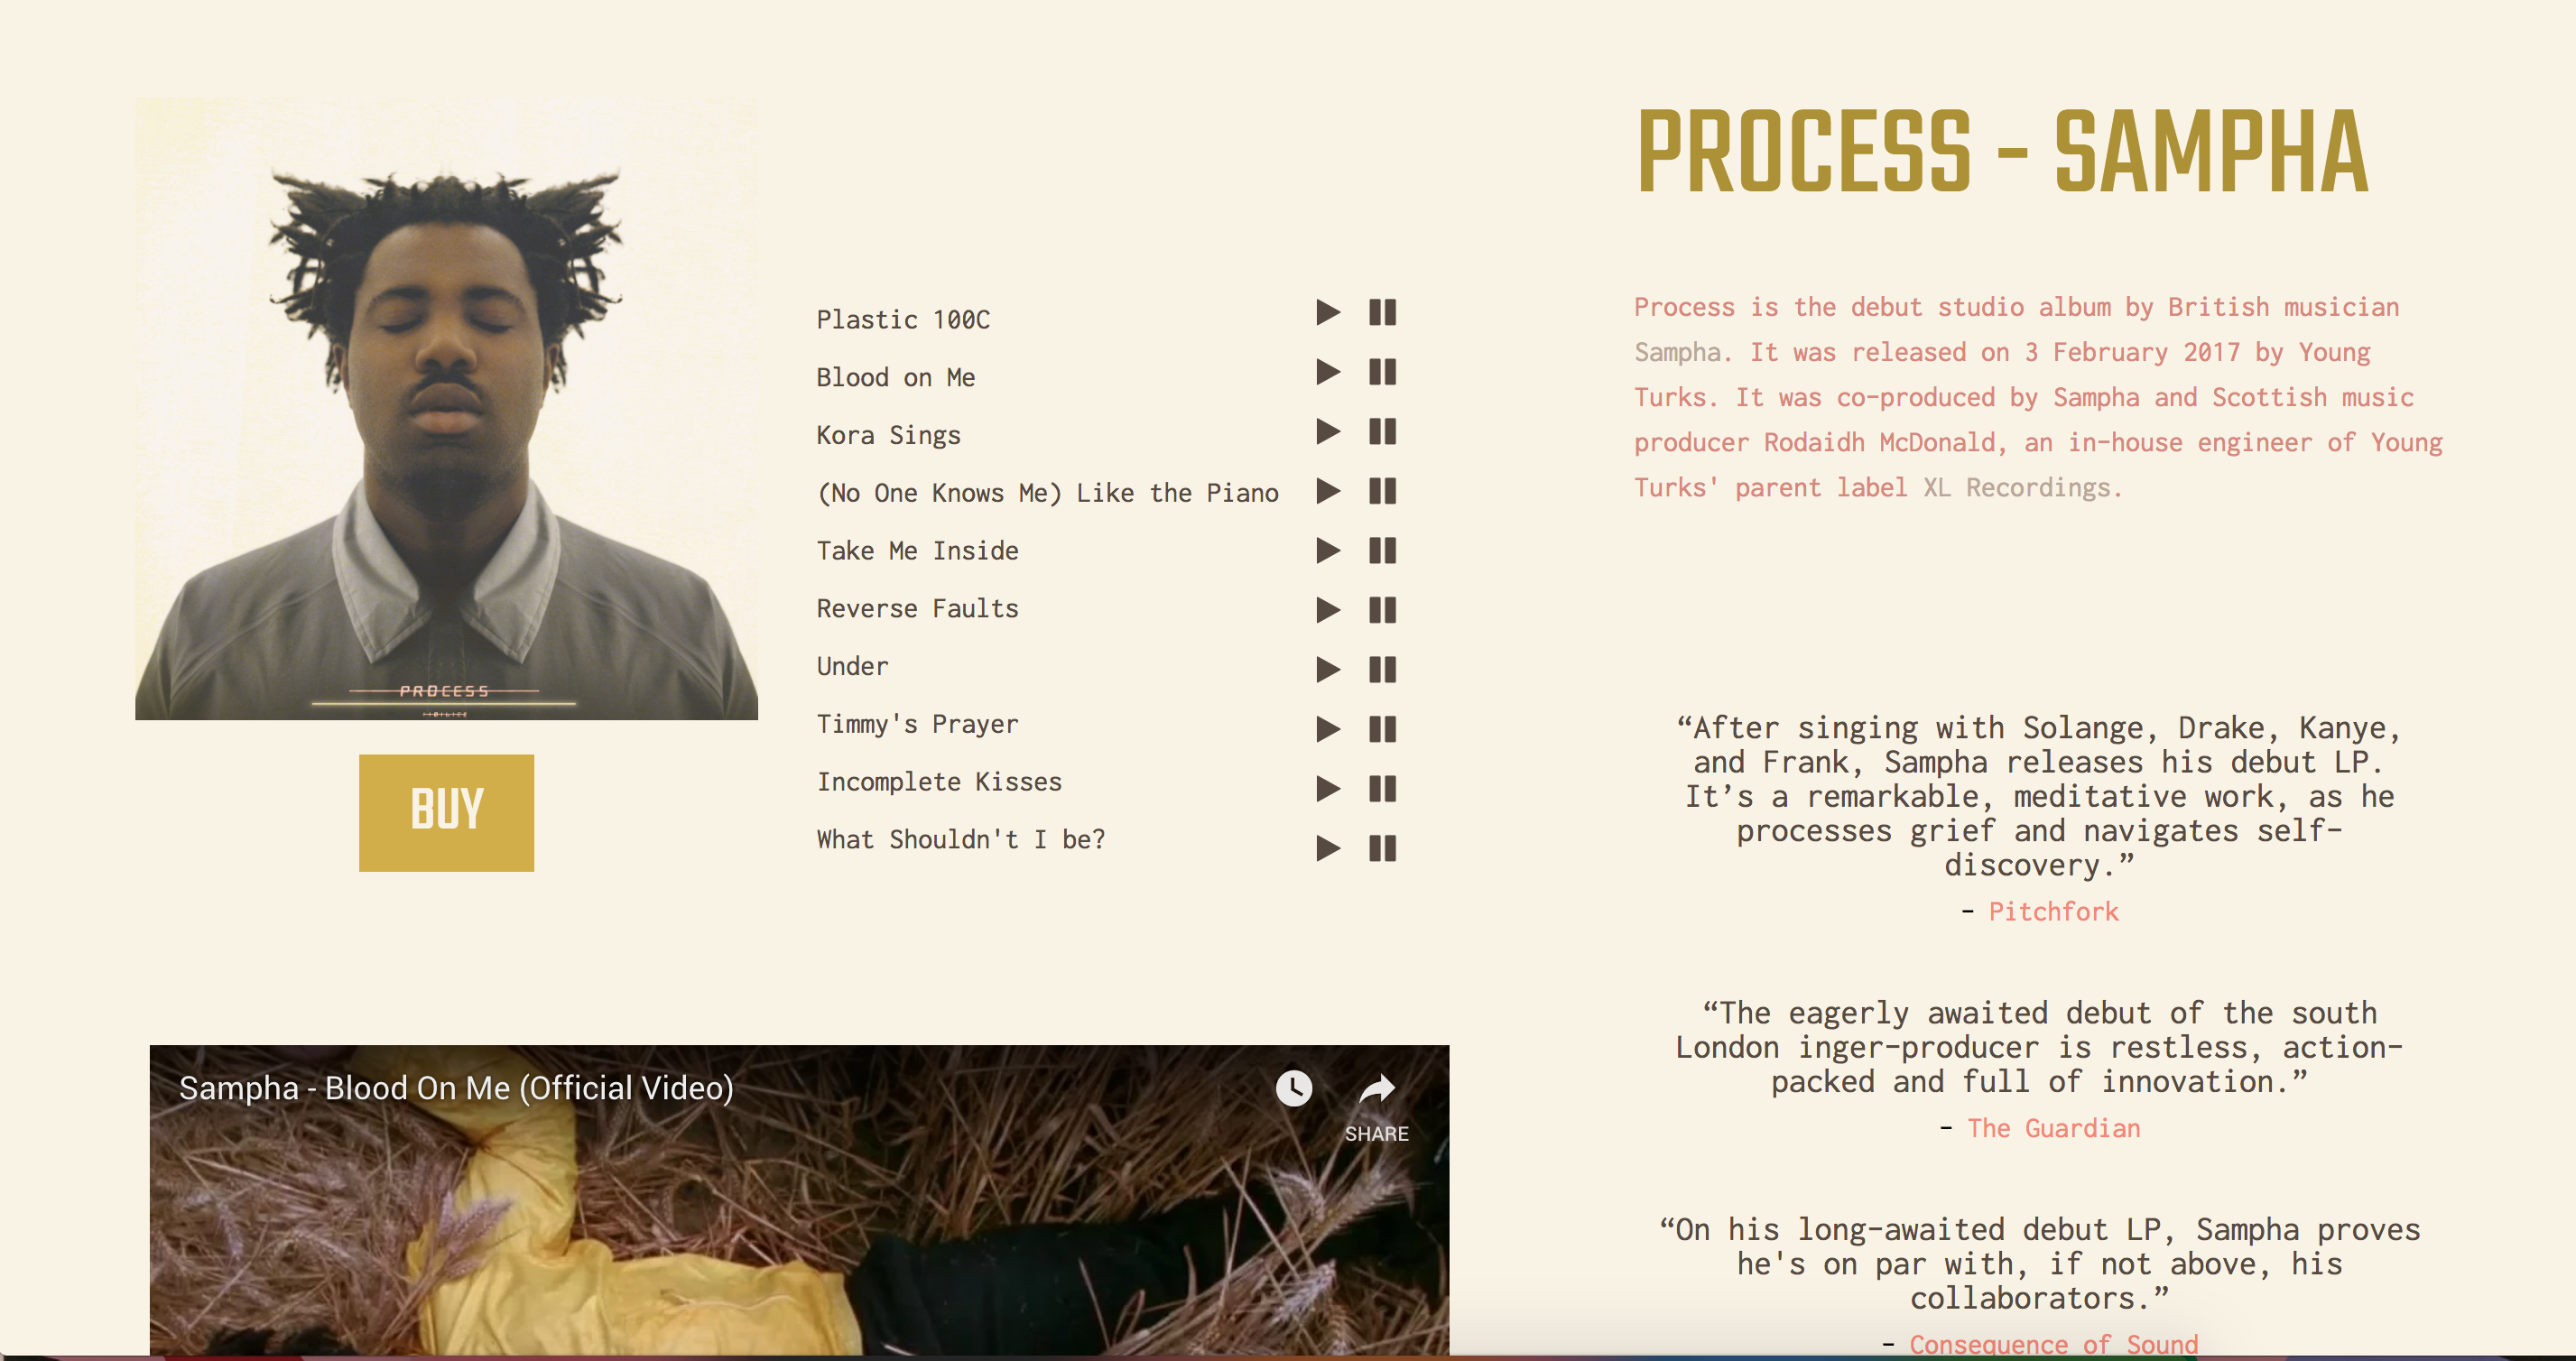 PROCESS - SAMPHA
Process is the debut studio album by British musician
Sampha. It was released on 3 February 2017 by Young
Turks. It was co-produced by Sampha and Scottish music
producer Rodaidh McDonald, an in-house engineer of Young
Turks' parent label XL Recordings.
PROCESS
BUY
Plastic 100C
Blood on Me
Kora Sings
(No One Knows Me) Like the Piano
Take Me Inside
Reverse Faults
Under
Timmy's Prayer
Incomplete Kisses
What Shouldn't I be?
“After singing with Solange, Drake, Kanye,
and Frank, Sampha releases his debut LP.
It’s a remarkable, meditative work, as he
processes grief and navigates self-
discovery.”
- Pitchfork
“The eagerly awaited debut of the south
London inger-producer is restless, action-
packed and full of innovation.”
- The Guardian
“On his long-awaited debut LP, Sampha proves
he's on par with, if not above, his
collaborators.”
- Consequence of Sound
Sampha - Blood On Me (Official Video)
SHARE